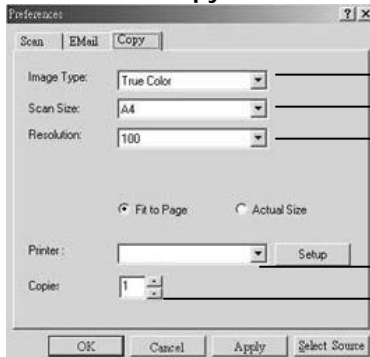 Preferences ? ×
Scan EMail Copy
Image Type: True Color
Scan Size: A4
Resolution: 100
Fit to Page Actual Size
Printer : Setup
Copies 1
OK Cancel Apply Select Source